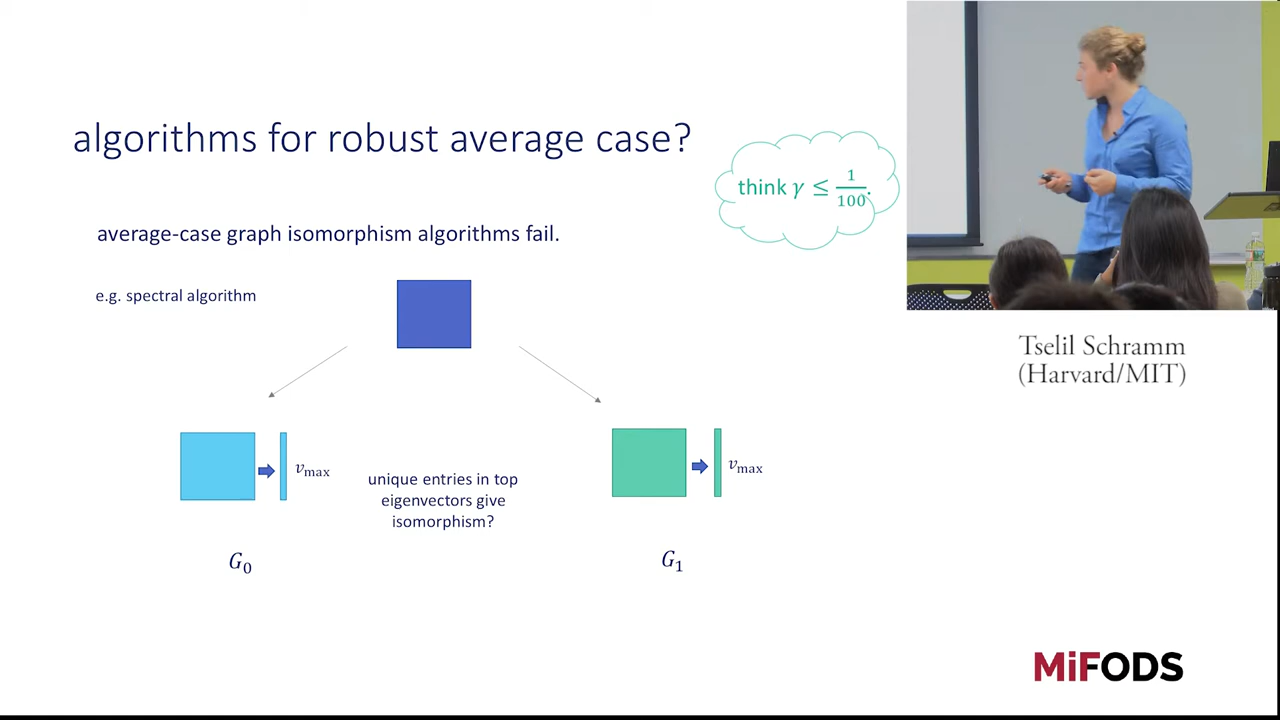 algorithms for robust average case?
think γ ≤ 1/100.
average-case graph isomorphism algorithms fail.
e.g. spectral algorithm
v_max
unique entries in top
eigenvectors give
isomorphism?
v_max
G_0
G_1
Tselil Schramm
(Harvard/MIT)
MiFODS